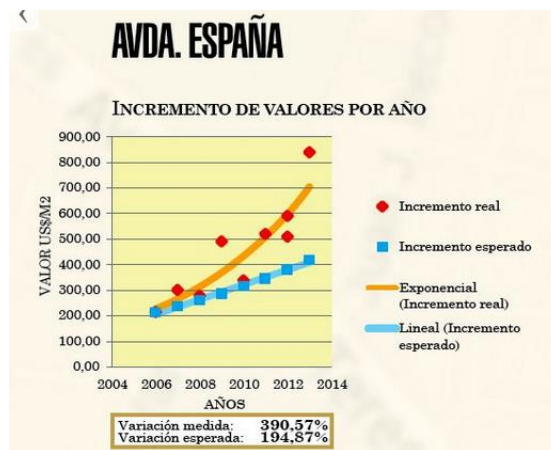 AVDA. ESPAÑA
INCREMENTO DE VALORES POR AÑO
VALOR US$/M2
900,00
800,00
700,00
600,00
500,00
400,00
300,00
200,00
100,00
0,00
2004 2006 2008 2010 2012 2014
AÑOS
Incremento real
Incremento esperado
Exponencial
(Incremento real)
Lineal (Incremento
esperado)
Variación medida: 390,57%
Variación esperada: 194,87%